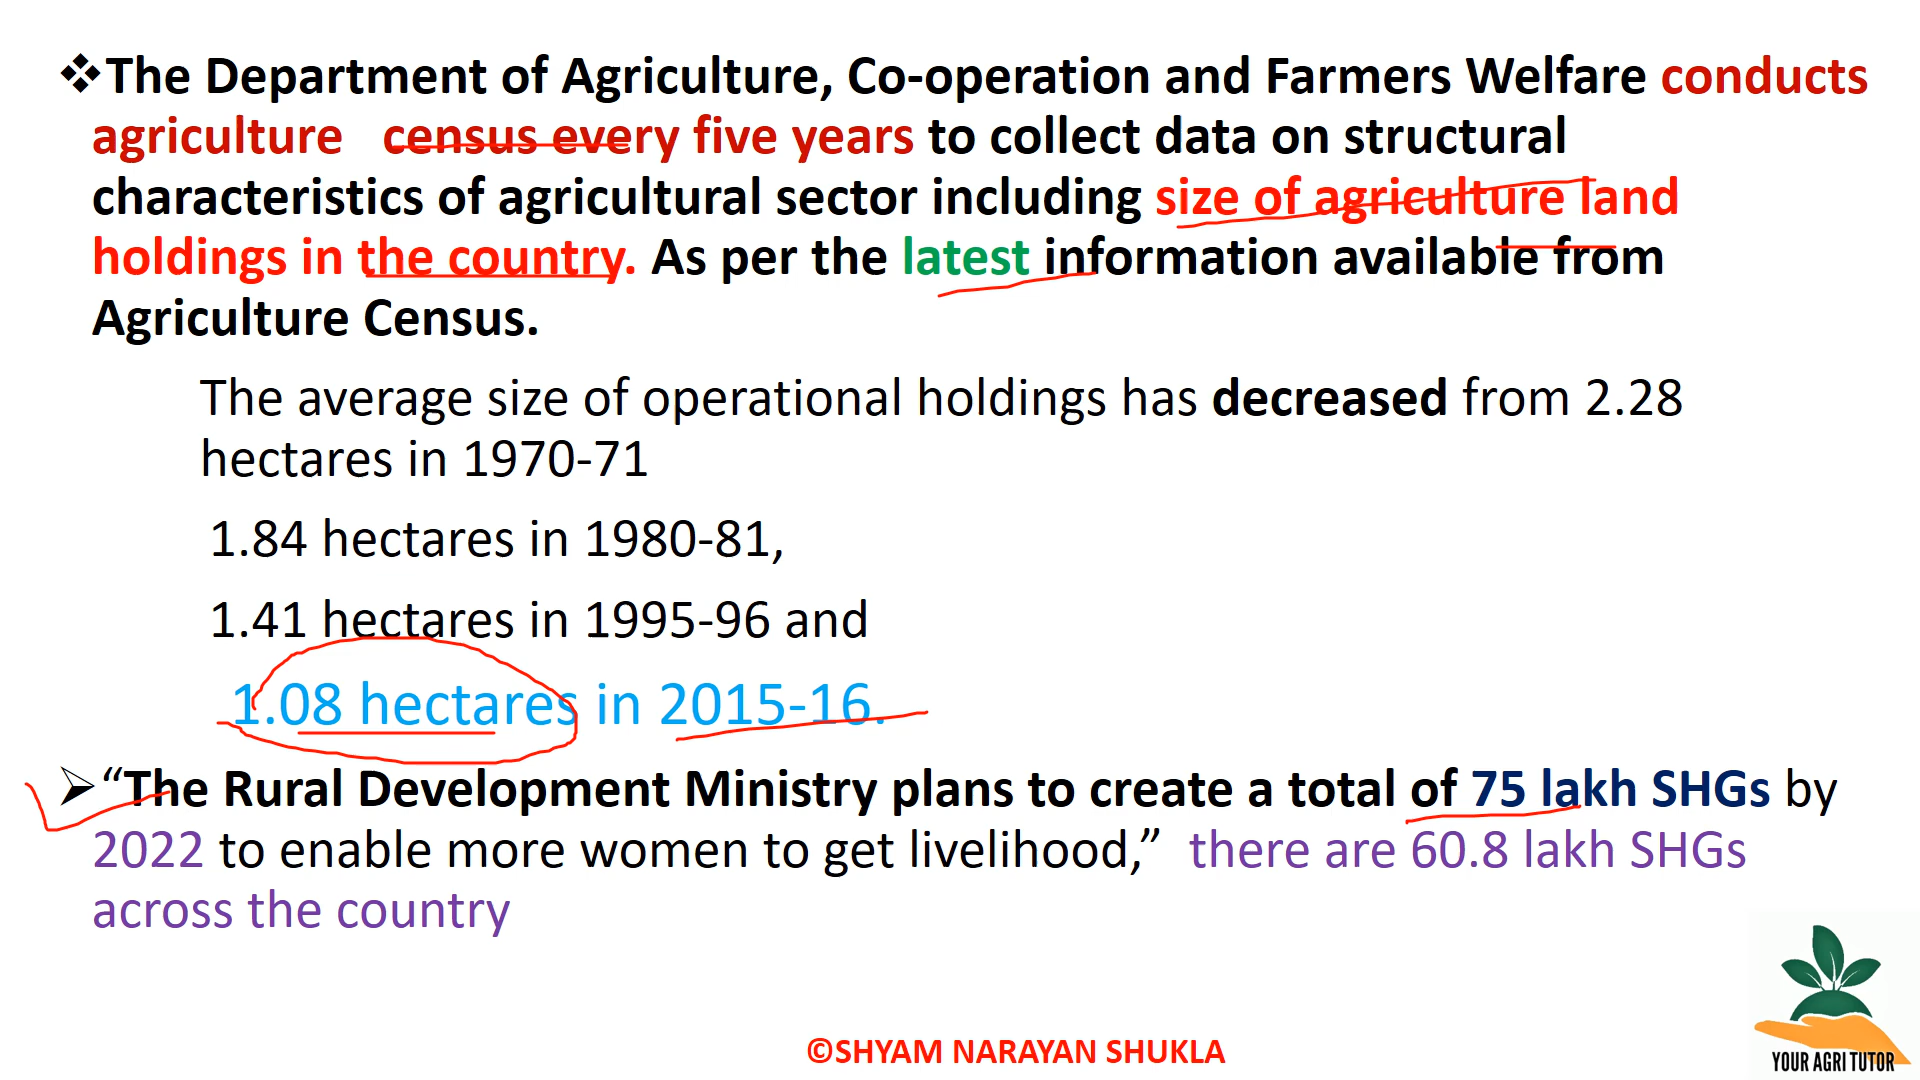 ❖The Department of Agriculture, Co-operation and Farmers Welfare conducts
agriculture census every five years to collect data on structural
characteristics of agricultural sector including size of agriculture land
holdings in the country. As per the latest information available from
Agriculture Census.
The average size of operational holdings has decreased from 2.28
hectares in 1970-71
1.84 hectares in 1980-81,
1.41 hectares in 1995-96 and
1.08 hectares in 2015-16.
➢“The Rural Development Ministry plans to create a total of 75 lakh SHGs by
2022 to enable more women to get livelihood,” there are 60.8 lakh SHGs
across the country
©SHYAM NARAYAN SHUKLA
YOUR AGRI TUTOR